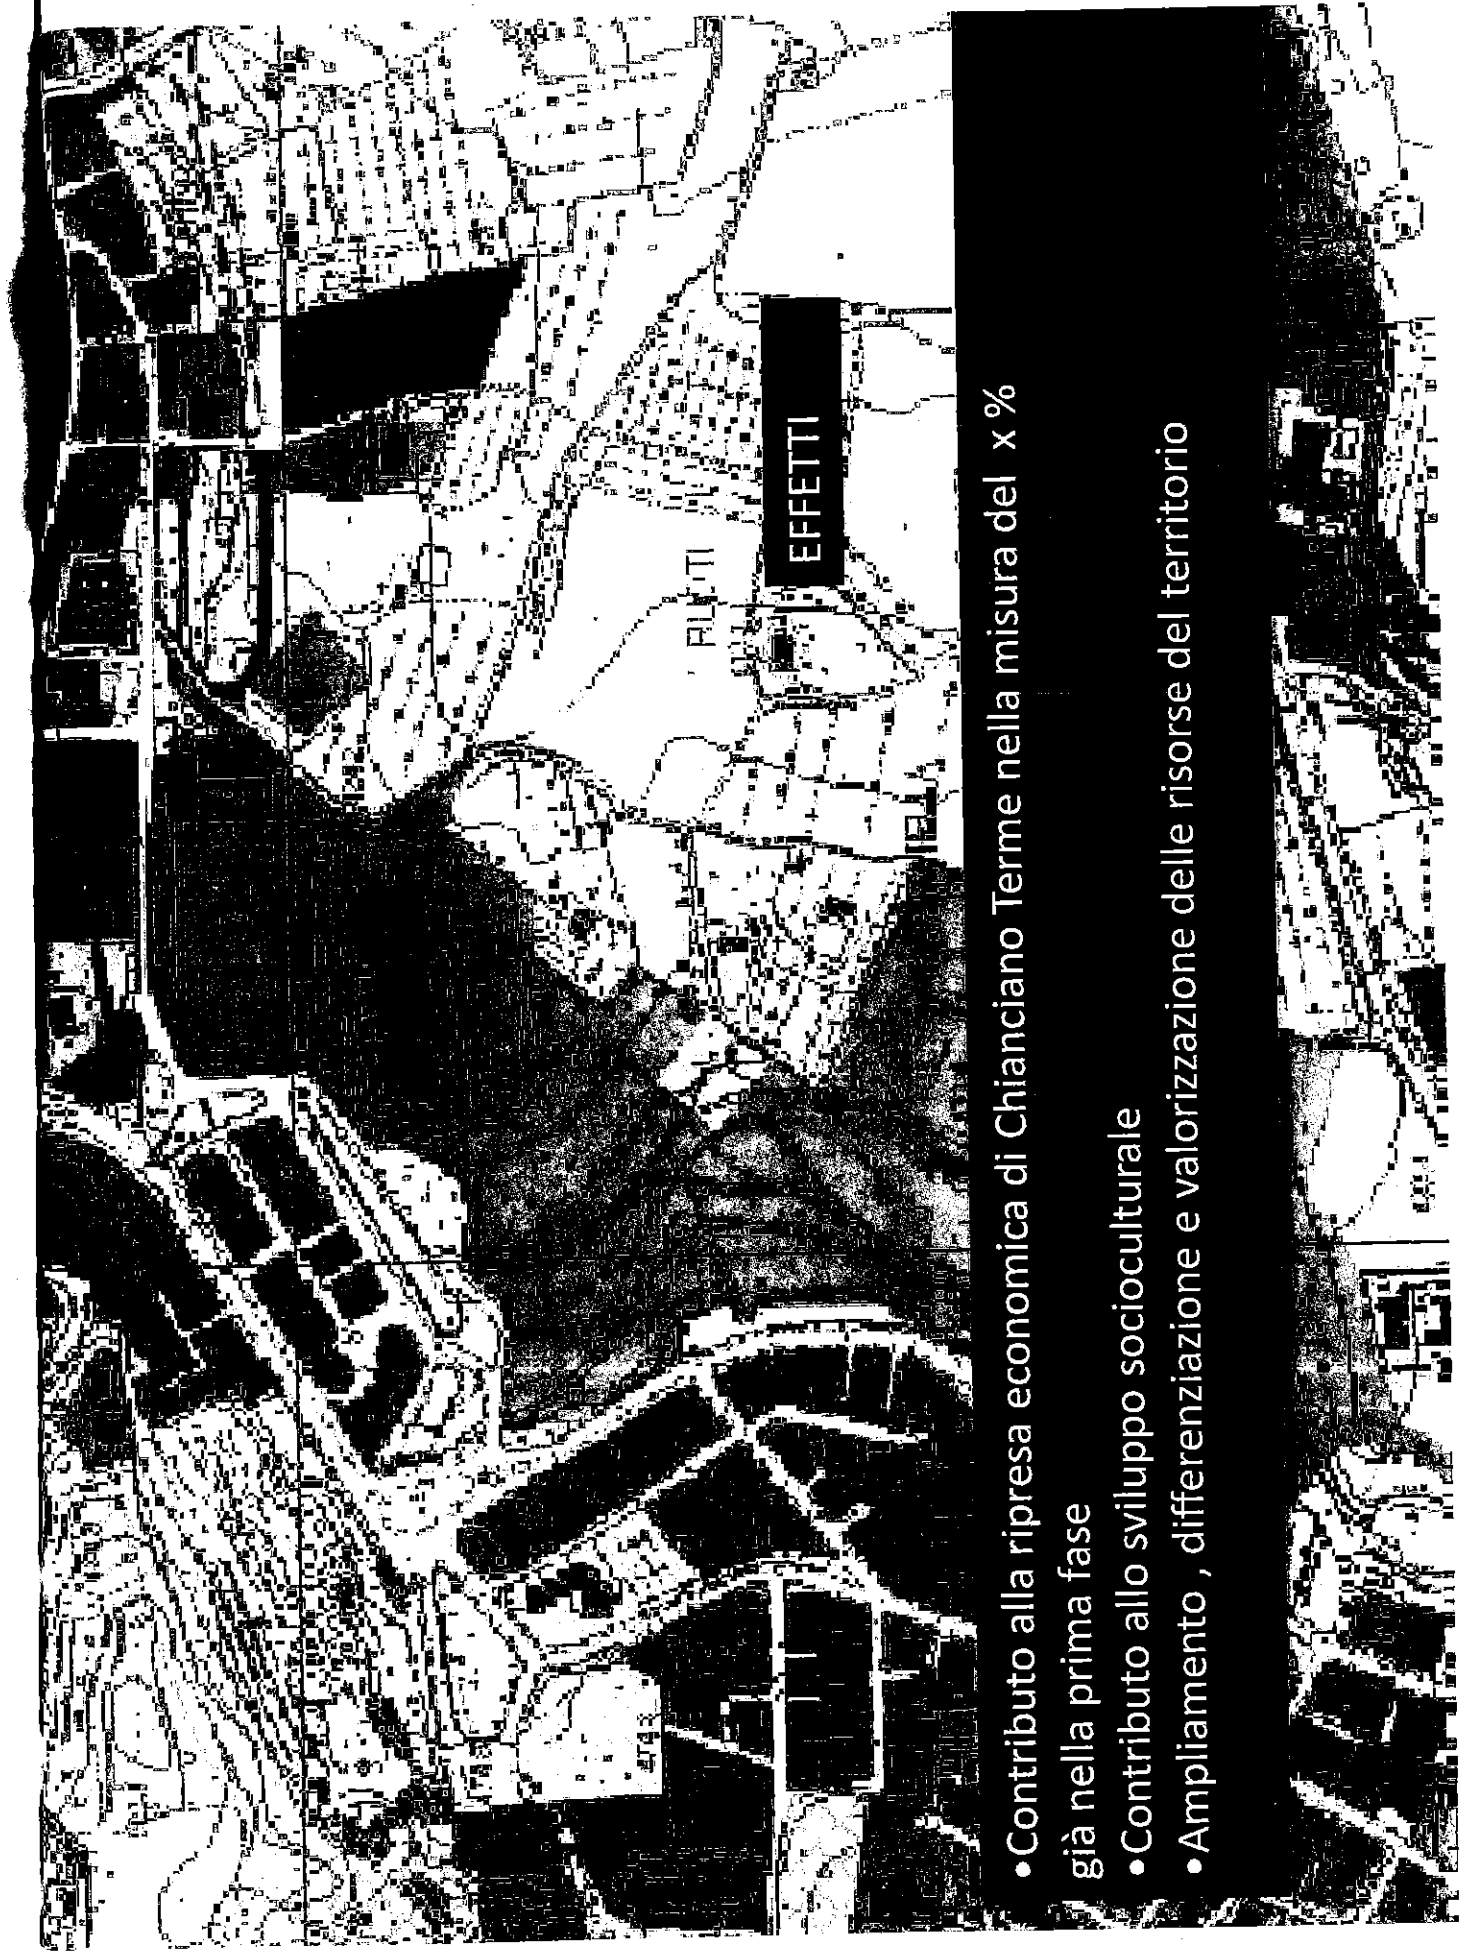 EFFETTI
•Contributo alla ripresa economica di Chianciano Terme nella misura del x %
già nella prima fase
•Contributo allo sviluppo socioculturale
•Ampliamento , differenziazione e valorizzazione delle risorse del territorio